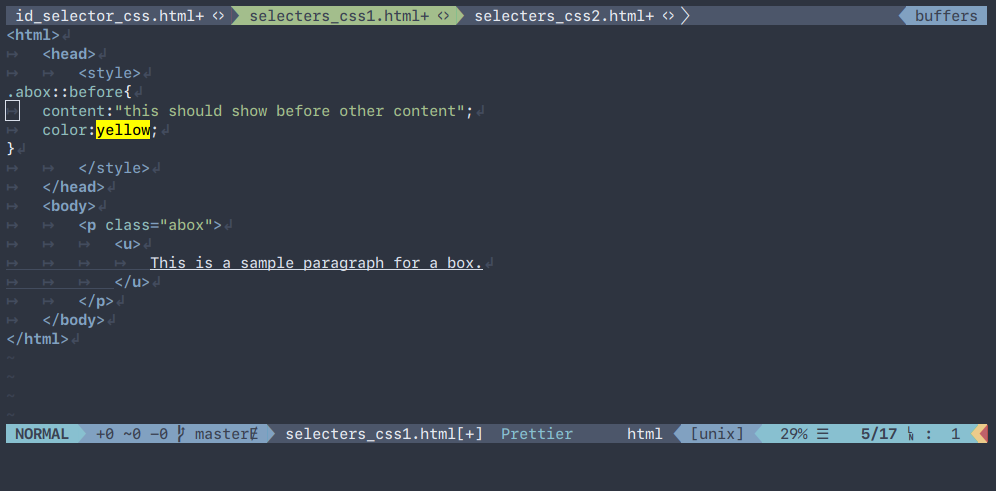 id_selector_css.html+ <> selecters_css1.html+ <> selecters_css2.html+ <> buffers
<html>
<head>
<style>
.abox::before{
content:"this should show before other content";
color:yellow;
}
</style>
</head>
<body>
<p class="abox">
<u>
This is a sample paragraph for a box.
</u>
</p>
</body>
</html>
~
~
~
~
NORMAL +0 ~0 -0 master selecters_css1.html[+] Prettier html [unix] 29% ☰ 5/17 : 1